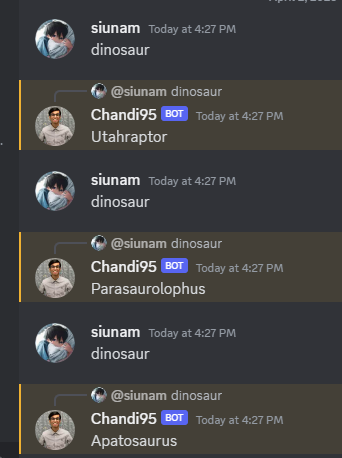 siunam Today at 4:27 PM
dinosaur
@siunam dinosaur
Chandi95 BOT Today at 4:27 PM
Utahraptor
siunam Today at 4:27 PM
dinosaur
@siunam dinosaur
Chandi95 BOT Today at 4:27 PM
Parasaurolophus
siunam Today at 4:27 PM
dinosaur
@siunam dinosaur
Chandi95 BOT Today at 4:27 PM
Apatosaurus